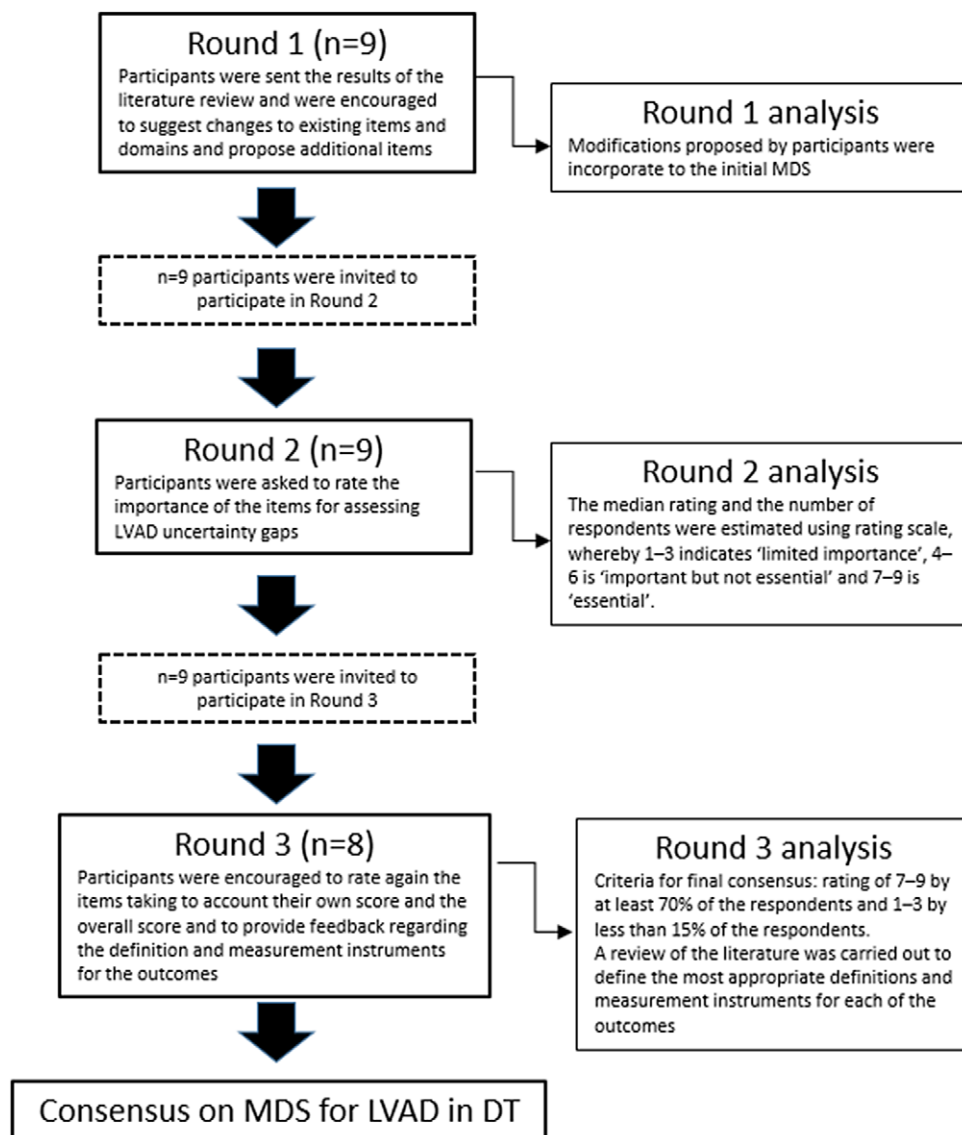 Round 1 (n=9)
Participants were sent the results of the
literature review and were encouraged
to suggest changes to existing items and
domains and propose additional items
Round 1 analysis
Modifications proposed by participants were
incorporate to the initial MDS
n=9 participants were invited to
participate in Round 2
Round 2 (n=9)
Participants were asked to rate the
importance of the items for assessing
LVAD uncertainty gaps
Round 2 analysis
The median rating and the number of
respondents were estimated using rating scale,
whereby 1–3 indicates ‘limited importance’, 4–
6 is ‘important but not essential’ and 7–9 is
‘essential’.
n=9 participants were invited to
participate in Round 3
Round 3 (n=8)
Participants were encouraged to rate again the
items taking to account their own score and the
overall score and to provide feedback regarding
the definition and measurement instruments
for the outcomes
Round 3 analysis
Criteria for final consensus: rating of 7–9 by
at least 70% of the respondents and 1–3 by
less than 15% of the respondents.
A review of the literature was carried out to
define the most appropriate definitions and
measurement instruments for each of the
outcomes
Consensus on MDS for LVAD in DT